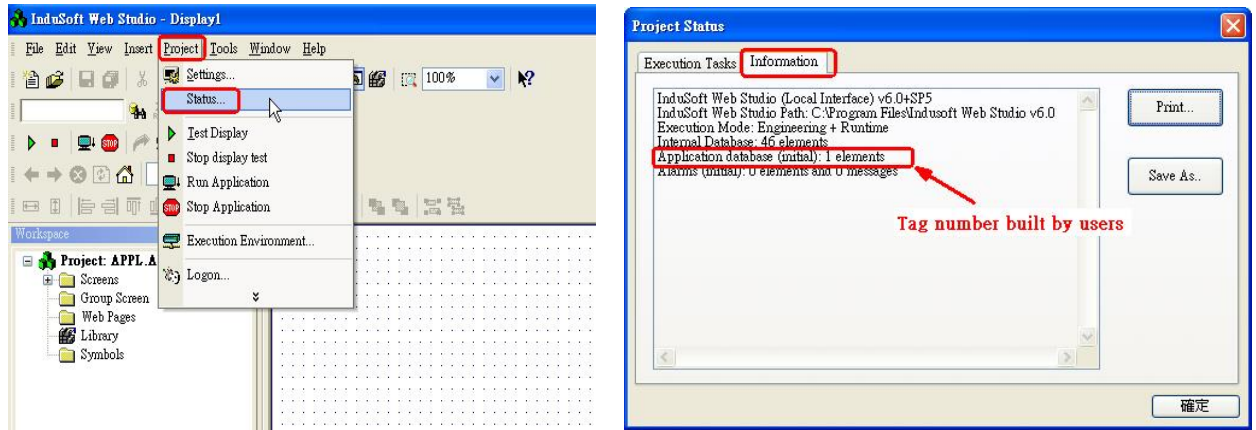 InduSoft Web Studio - Display1
File Edit View Insert Project Tools Window Help
Settings...
100%
Status...
Test Display
Stop display test
Run Application
STOP
Stop Application
Workspace
Execution Environment...
Project: APPL.A
Logon...
Screens
Group Screen
Web Pages
Library
Symbols
Project Status
Execution Tasks Information
InduSoft Web Studio (Local Interface) v6.0+SP5
InduSoft Web Studio Path: C:\Program Files\Indusoft Web Studio v6.0
Execution Mode: Engineering + Runtime
Internal Database: 46 elements
Application database (initial): 1 elements
Alarms (initial): 0 elements and 0 messages
Print...
Save As..
Tag number built by users
確定